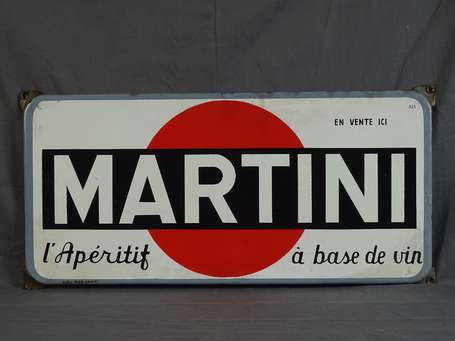 EN VENTE ICI
MARTINI
l'Apéritif à base de vin